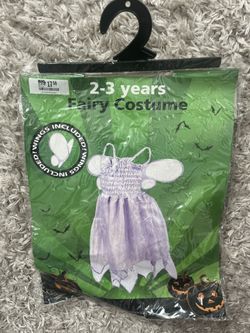 2-3 years
Fairy Costume
WINGS INCLUDED! WINGS INCLUDED!